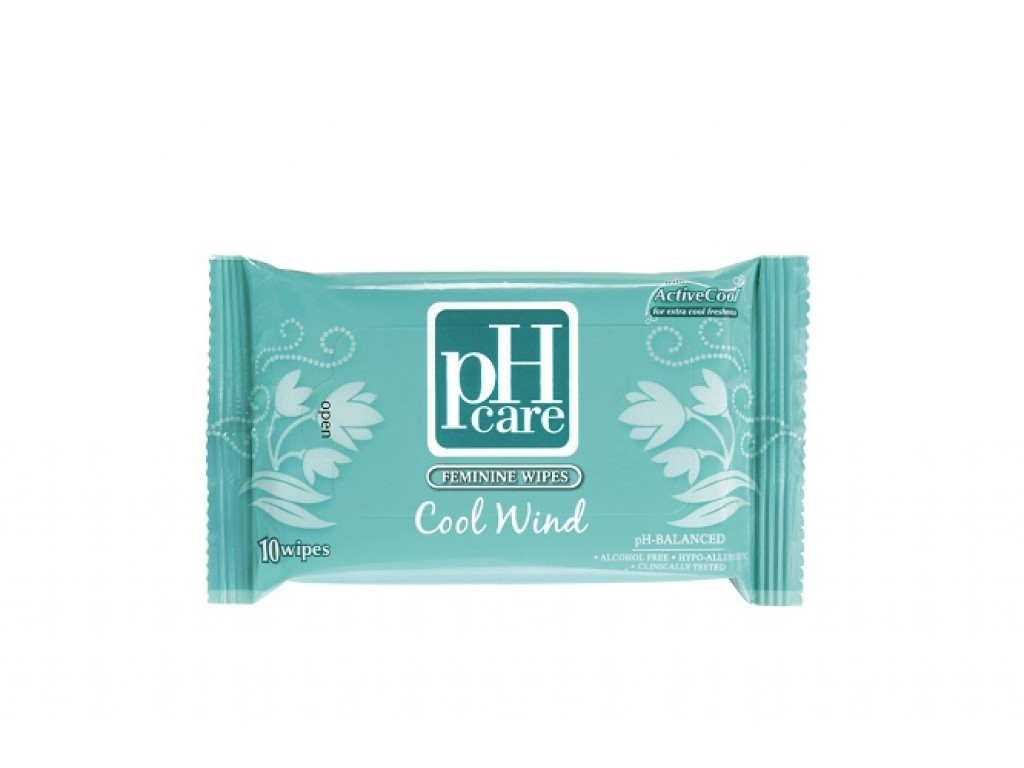 ActiveCool
for extra cool freshness
pH
care
open
FEMININE WIPES
Cool Wind
10 wipes
pH-BALANCED
• ALCOHOL FREE • HYPO-ALLERGENIC
• CLINICALLY TESTED